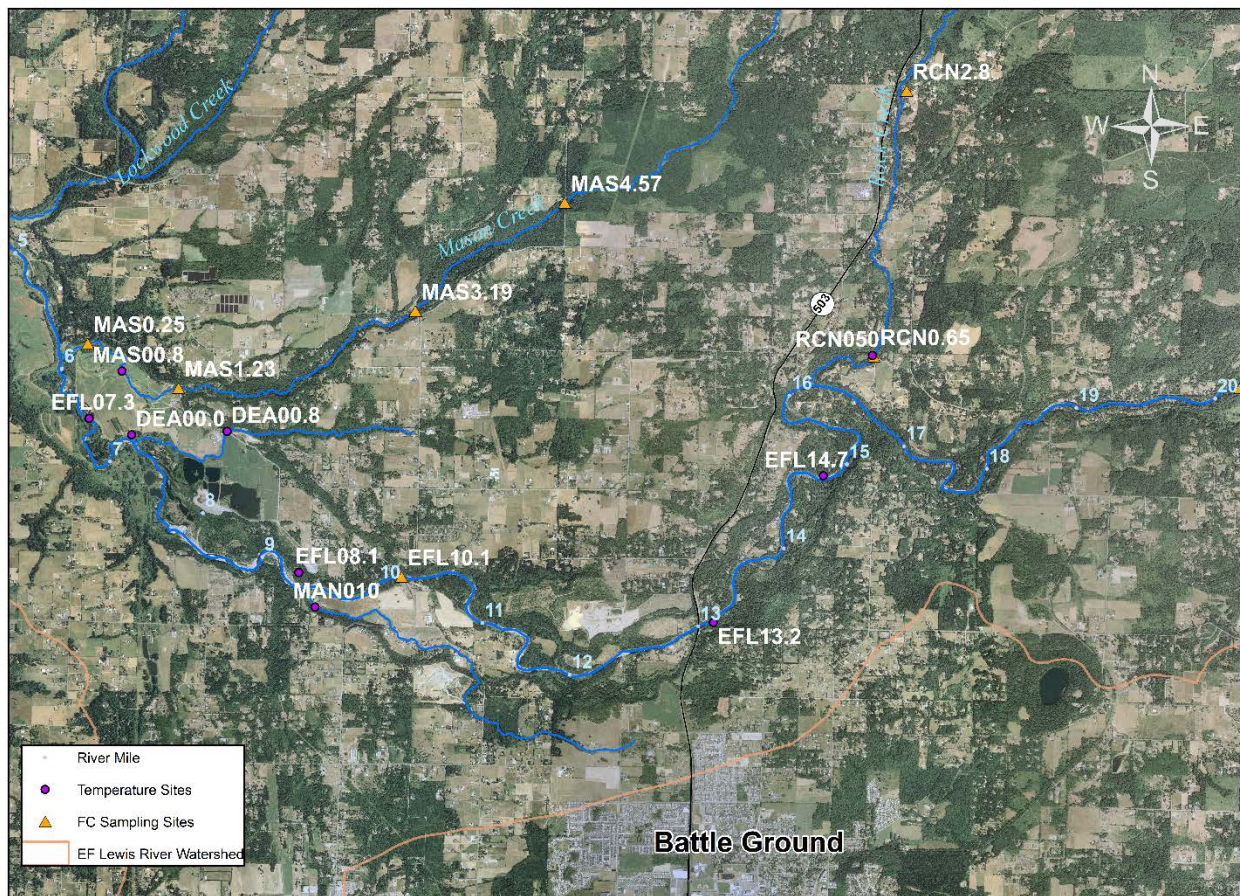 RCN2.8
N
W
E
S
Lockwood Creek
Rock Creek
MAS4.57
Mason Creek
5
503
MAS3.19
MAS0.25
MAS00.8
MAS1.23
6
RCN050
RCN0.65
16
19
20
EFL07.3
DEA00.0
DEA00.8
7
17
15
18
EFL14.7
8
14
9
EFL08.1
10
EFL10.1
MAN010
11
13
EFL13.2
12
River Mile
Temperature Sites
FC Sampling Sites
EF Lewis River Watershed
Battle Ground